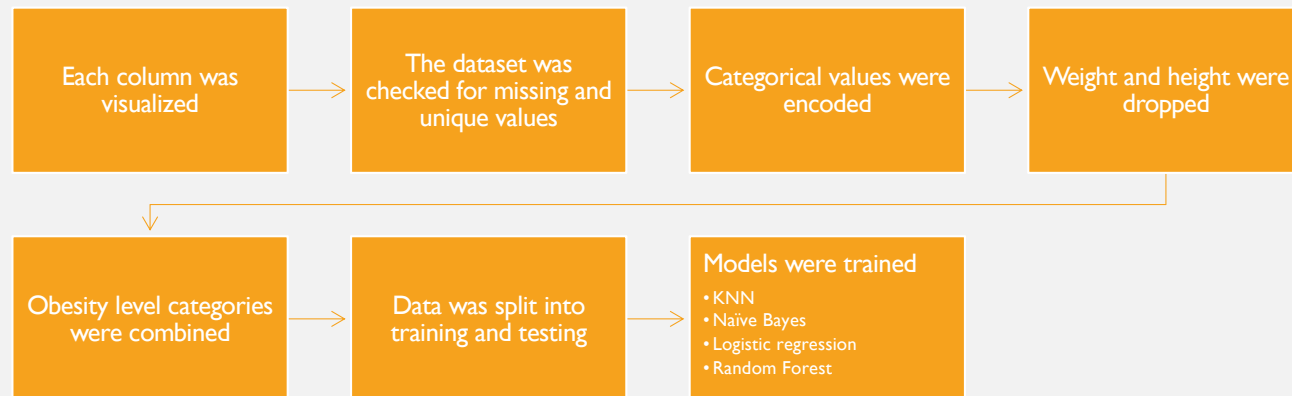 Each column was
visualized
The dataset was
checked for missing and
unique values
Categorical values were
encoded
Weight and height were
dropped
Obesity level categories
were combined
Data was split into
training and testing
Models were trained
• KNN
• Naïve Bayes
• Logistic regression
• Random Forest